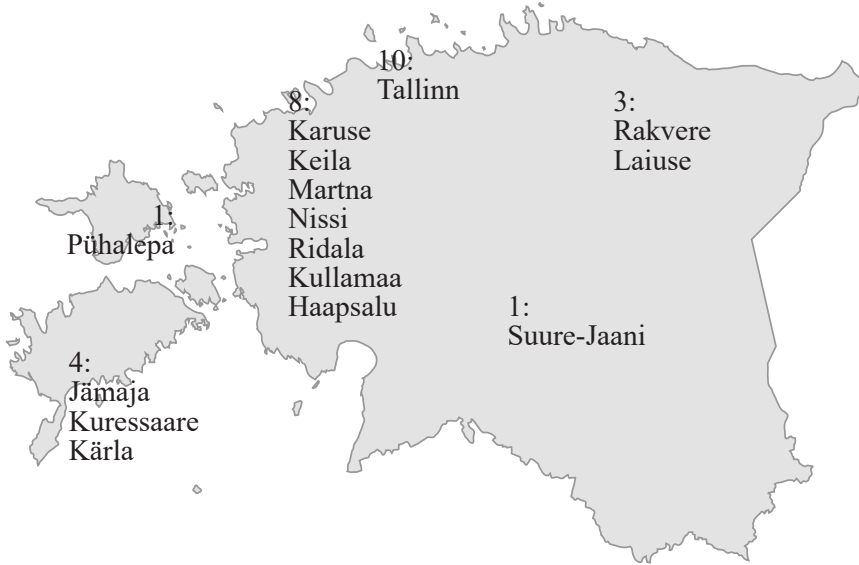 10:
Tallinn
8:
Karuse
Keila
Martna
Nissi
Ridala
Kullamaa
Haapsalu
3:
Rakvere
Laiuse
1:
Pühalepa
1:
Suure-Jaani
4:
Jämaja
Kuressaare
Kärla